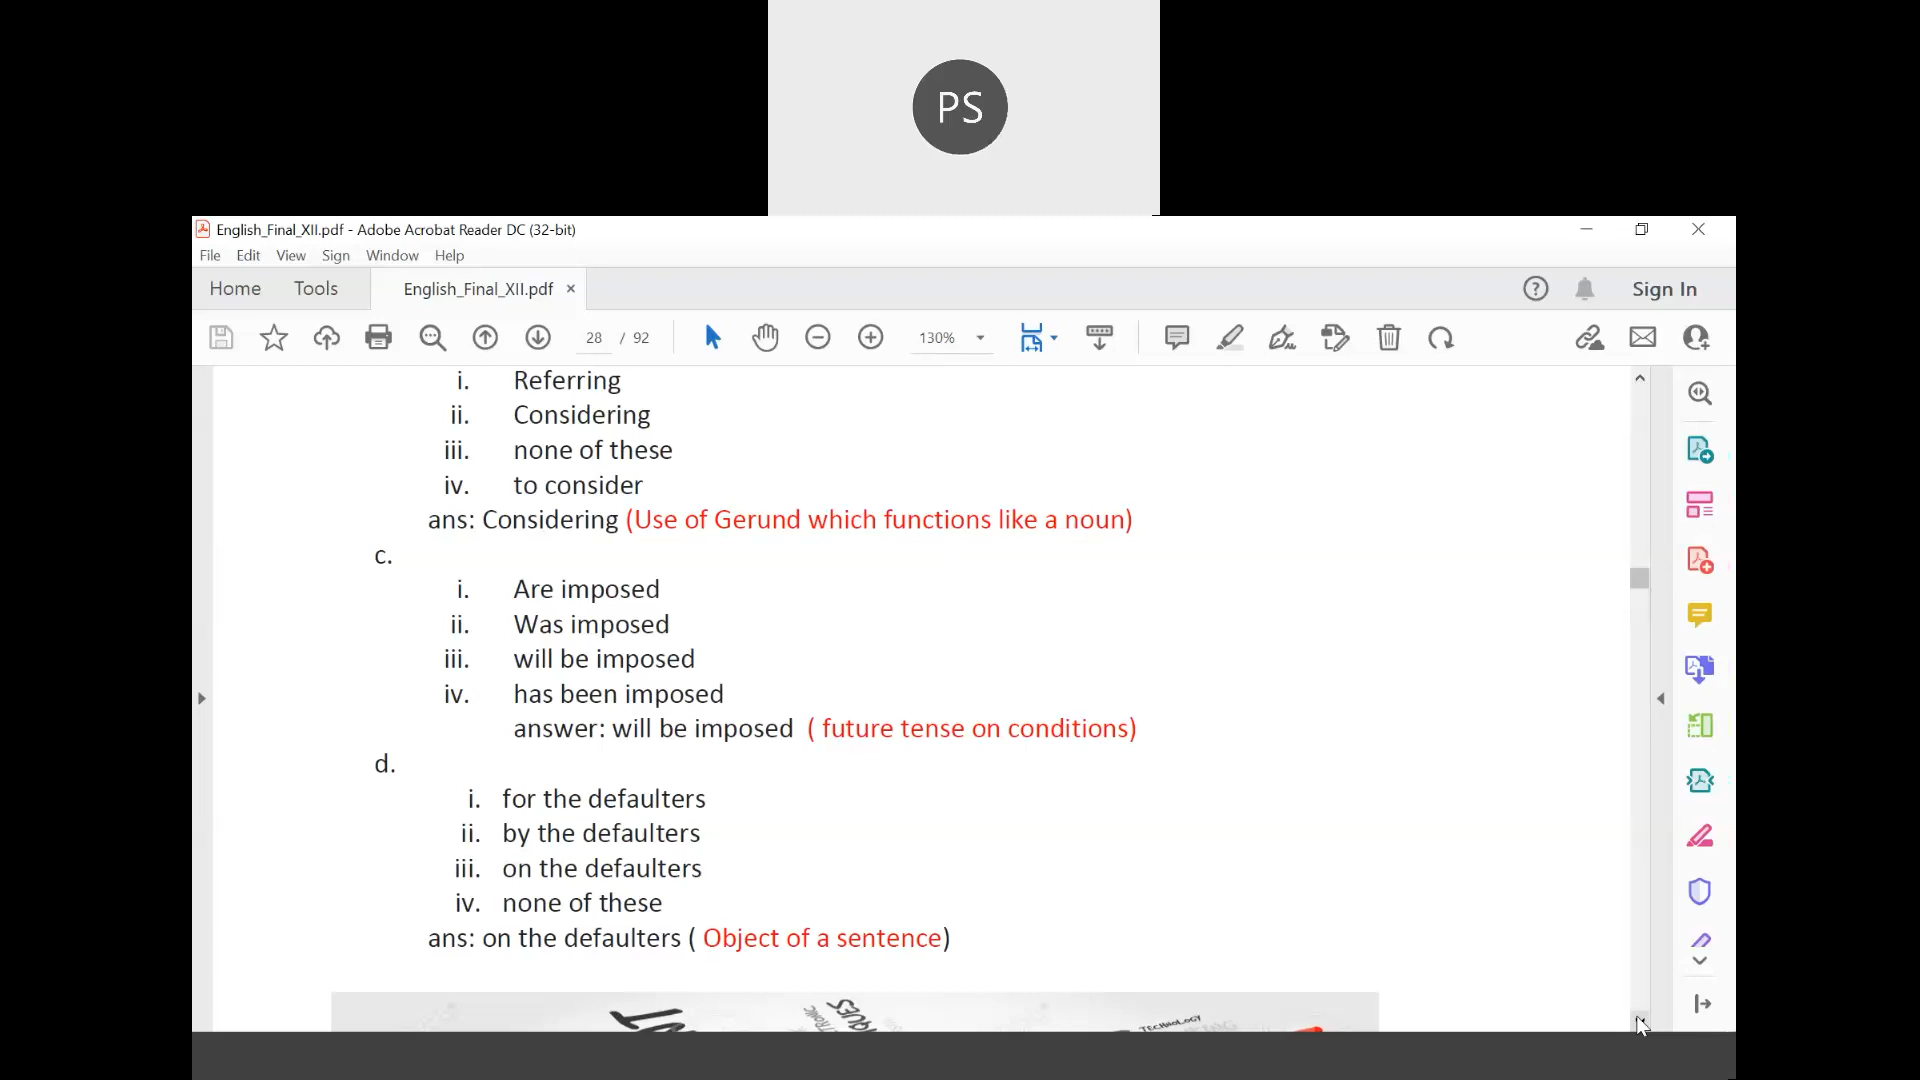 PS
English_Final_XII.pdf - Adobe Acrobat Reader DC (32-bit)
File Edit View Sign Window Help
Home Tools English_Final_XII.pdf × Sign In
28 / 92 130%
i. Referring
ii. Considering
iii. none of these
iv. to consider
ans: Considering (Use of Gerund which functions like a noun)
c.
i. Are imposed
ii. Was imposed
iii. will be imposed
iv. has been imposed
answer: will be imposed ( future tense on conditions)
d.
i. for the defaulters
ii. by the defaulters
iii. on the defaulters
iv. none of these
ans: on the defaulters ( Object of a sentence)
TECHNOLOGY